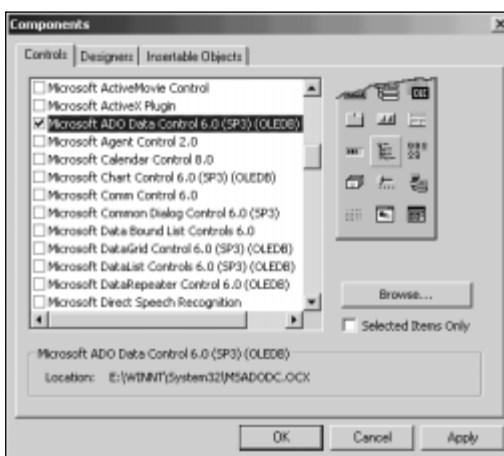 Components
Controls
Designers
Insertable Objects
Microsoft ActiveMovie Control
Microsoft ActiveX Plugin
Microsoft ADO Data Control 6.0 (SP3) (OLEDB)
Microsoft Agent Control 2.0
Microsoft Calendar Control 8.0
Microsoft Chart Control 6.0 (SP3) (OLEDB)
Microsoft Comm Control 6.0
Microsoft Common Dialog Control 6.0 (SP3)
Microsoft Data Bound List Controls 6.0
Microsoft DataGrid Control 6.0 (SP3) (OLEDB)
Microsoft DataList Controls 6.0 (SP3) (OLEDB)
Microsoft DataRepeater Control 6.0 (OLEDB)
Microsoft Direct Speech Recognition
Browse...
Selected Items Only
Microsoft ADO Data Control 6.0 (SP3) (OLEDB)
Location: E:\WINNT\System32\MSADODC.OCX
OK
Cancel
Apply